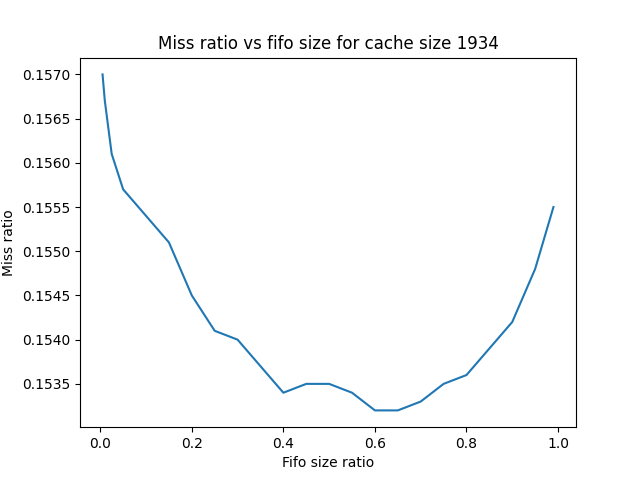 Miss ratio vs fifo size for cache size 1934
0.1570
0.1565
0.1560
0.1555
0.1550
0.1545
0.1540
0.1535
Miss ratio
0.0 0.2 0.4 0.6 0.8 1.0
Fifo size ratio